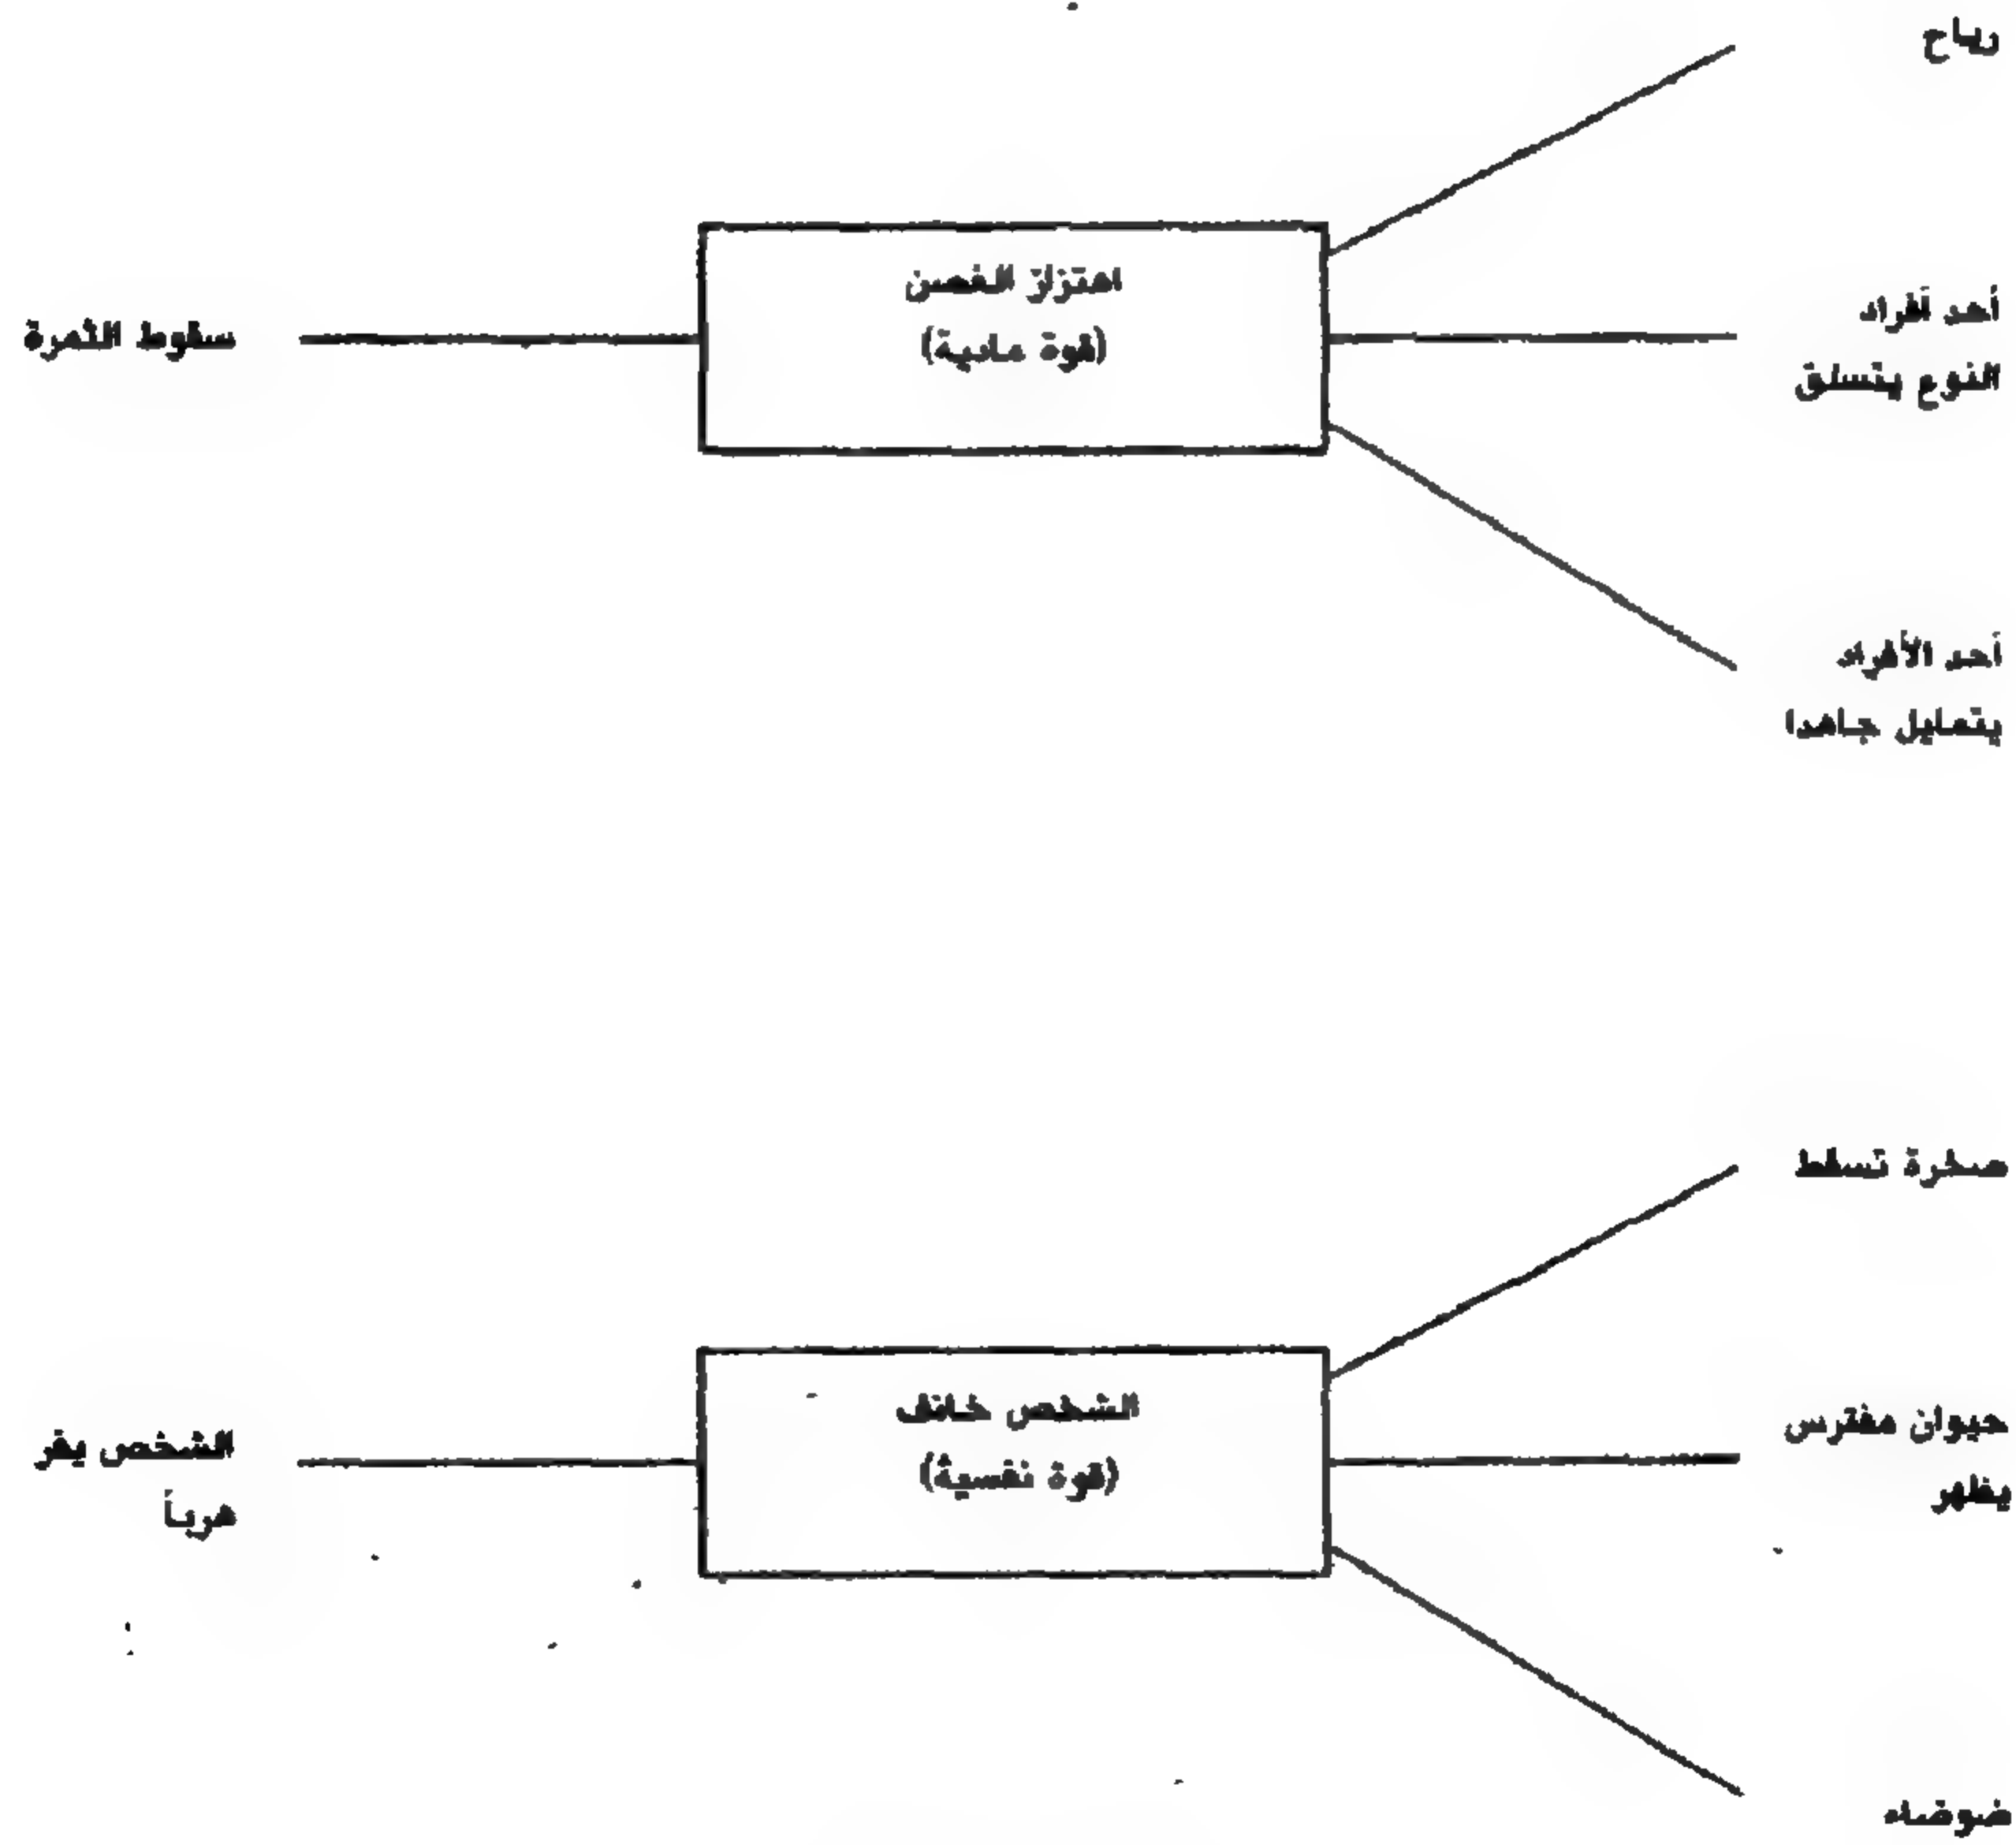 رياح
اهتزاز الغصن
(قوة مادية)
أحد أفراد
النوع يتسلق
سقوط الثمرة
أحد الأفراد
يتمايل جاهدا
صخرة تسقط
الشخص خائف
(قوة نفسية)
حيوان مفترس
يظهر
الشخص يفر
هرباً
ضوضاء